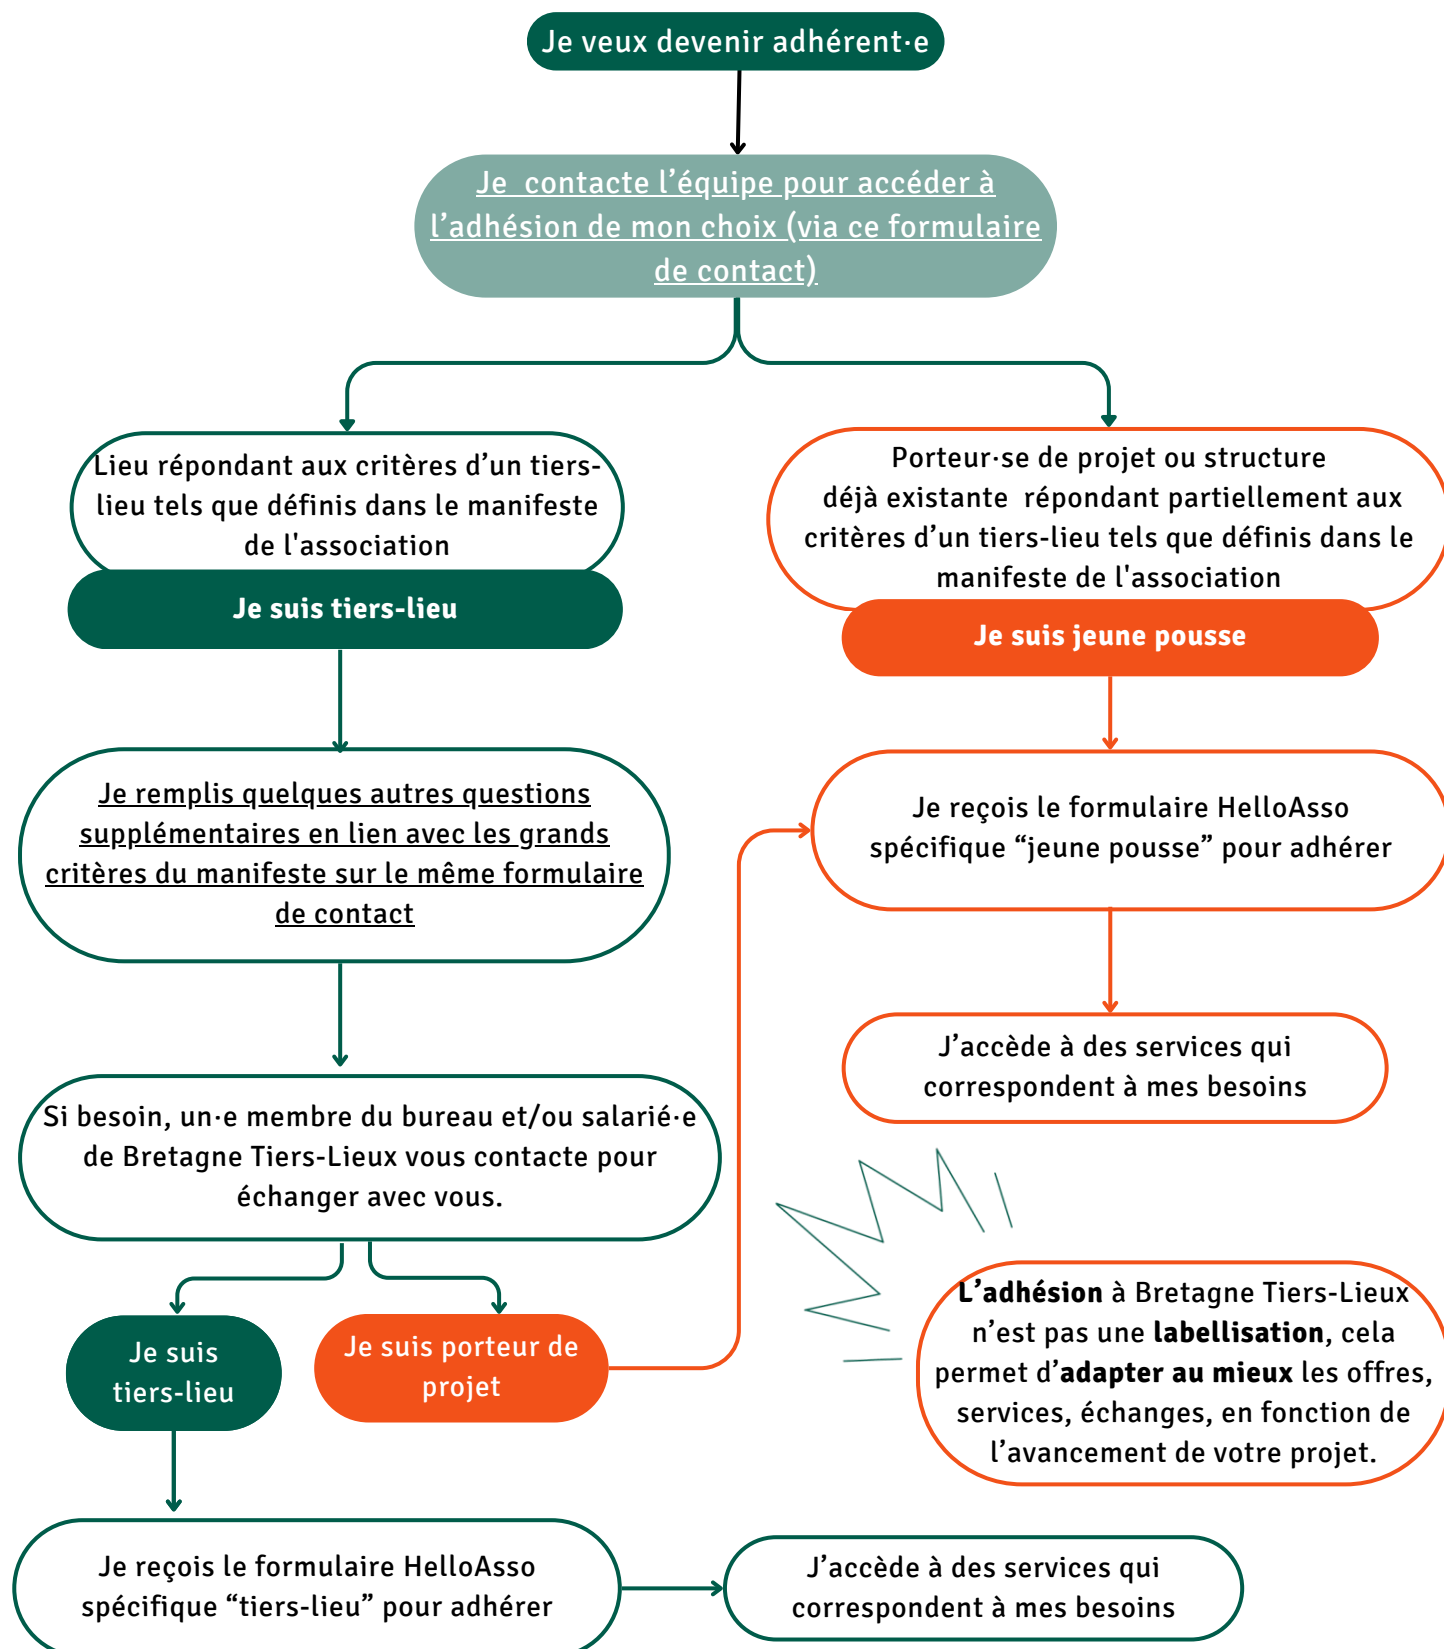 Je veux devenir adhérent·e
Je contacte l’équipe pour accéder à
l’adhésion de mon choix (via ce formulaire
de contact)
Lieu répondant aux critères d’un tiers-
lieu tels que définis dans le manifeste
de l'association
Je suis tiers-lieu
Porteur·se de projet ou structure
déjà existante répondant partiellement aux
critères d’un tiers-lieu tels que définis dans le
manifeste de l'association
Je suis jeune pousse
Je remplis quelques autres questions
supplémentaires en lien avec les grands
critères du manifeste sur le même formulaire
de contact
Je reçois le formulaire HelloAsso
spécifique “jeune pousse” pour adhérer
J’accède à des services qui
correspondent à mes besoins
Si besoin, un·e membre du bureau et/ou salarié·e
de Bretagne Tiers-Lieux vous contacte pour
échanger avec vous.
Je suis
tiers-lieu
Je suis porteur de
projet
L’adhésion à Bretagne Tiers-Lieux
n’est pas une labellisation, cela
permet d’adapter au mieux les offres,
services, échanges, en fonction de
l’avancement de votre projet.
Je reçois le formulaire HelloAsso
spécifique “tiers-lieu” pour adhérer
J’accède à des services qui
correspondent à mes besoins